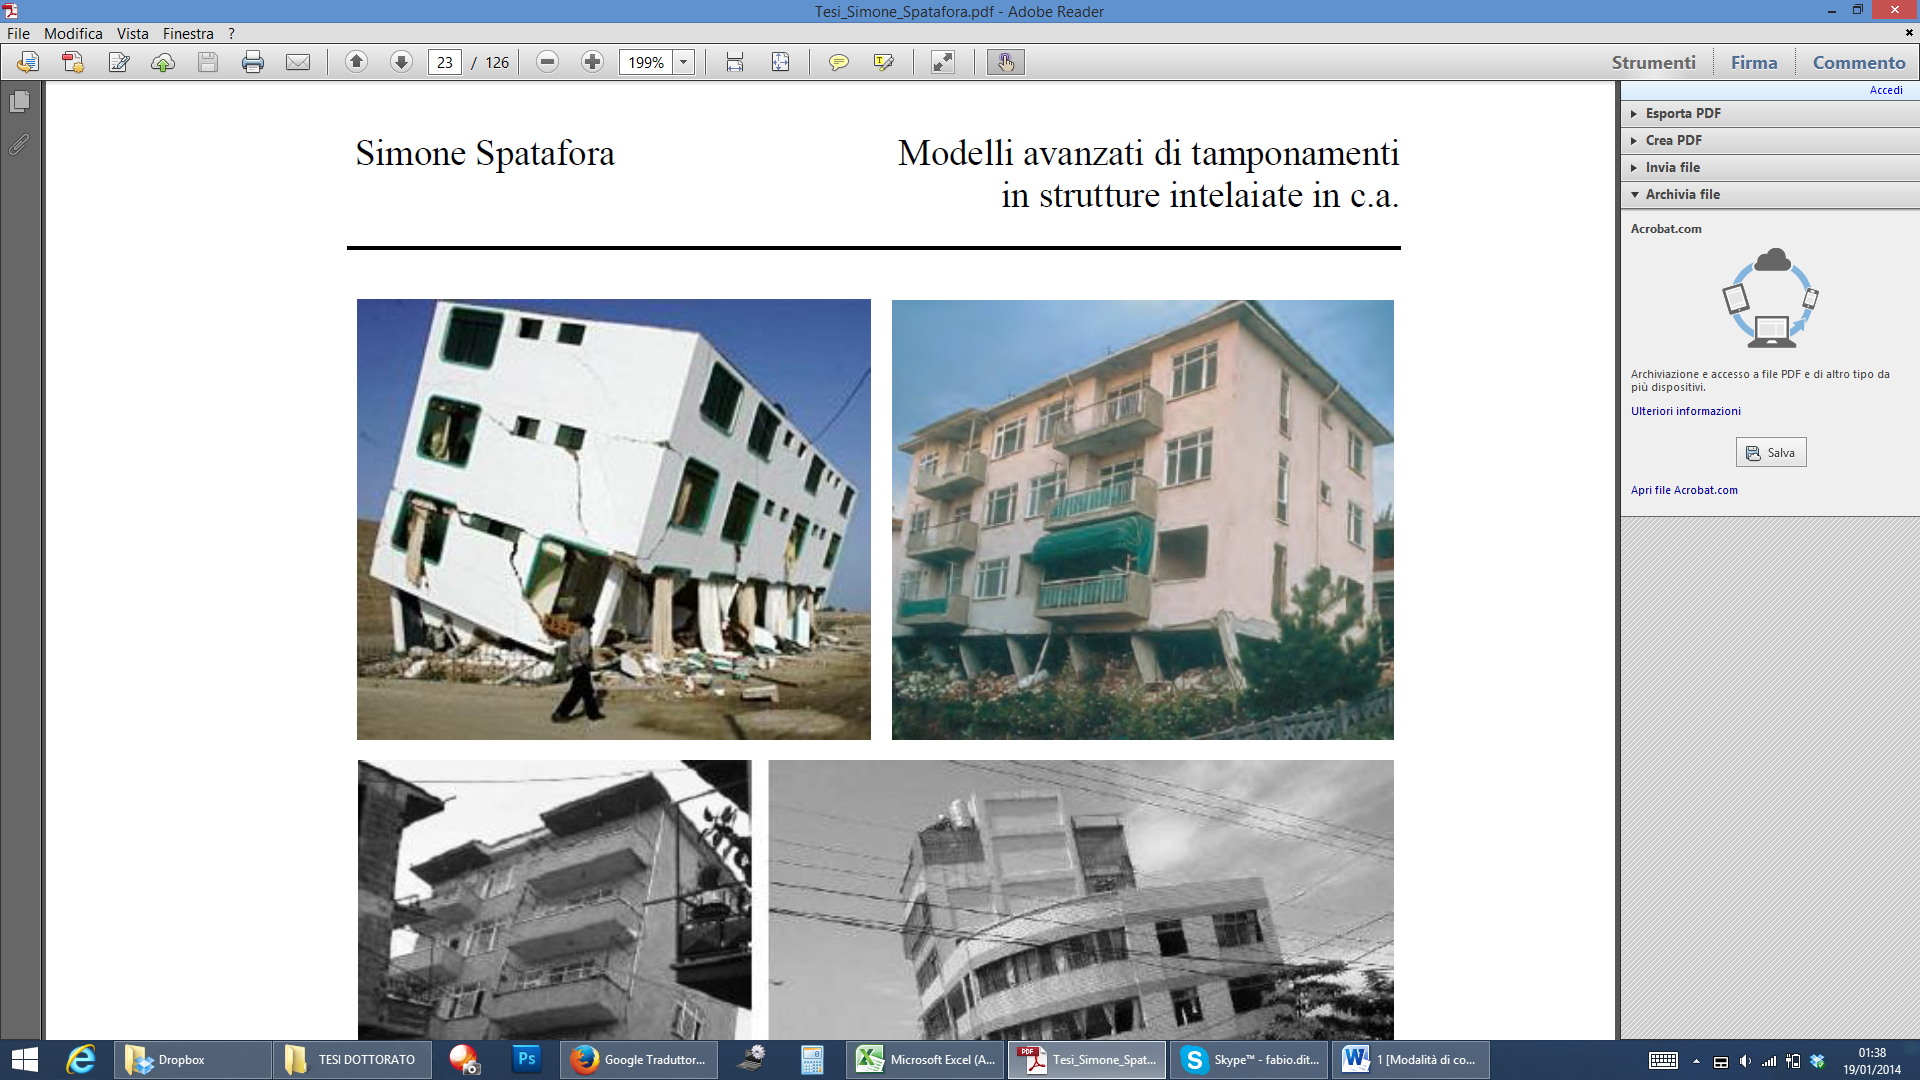 Tesi_Simone_Spatafora.pdf - Adobe Reader
File Modifica Vista Finestra ?
23 / 126 199% Strumenti Firma Commento
Accedi
Esporta PDF
Crea PDF
Invia file
Archivia file
Acrobat.com
Archiviazione e accesso a file PDF e di altro tipo da
più dispositivi.
Ulteriori informazioni
Salva
Apri file Acrobat.com
Simone Spatafora
Modelli avanzati di tamponamenti
in strutture intelaiate in c.a.
Dropbox TESI DOTTORATO Ps Google Traduttor... Microsoft Excel (A... PDF Tesi_Simone_Spat... Skype™ - fabio.dit... 1 [Modalità di co...
01:38
19/01/2014